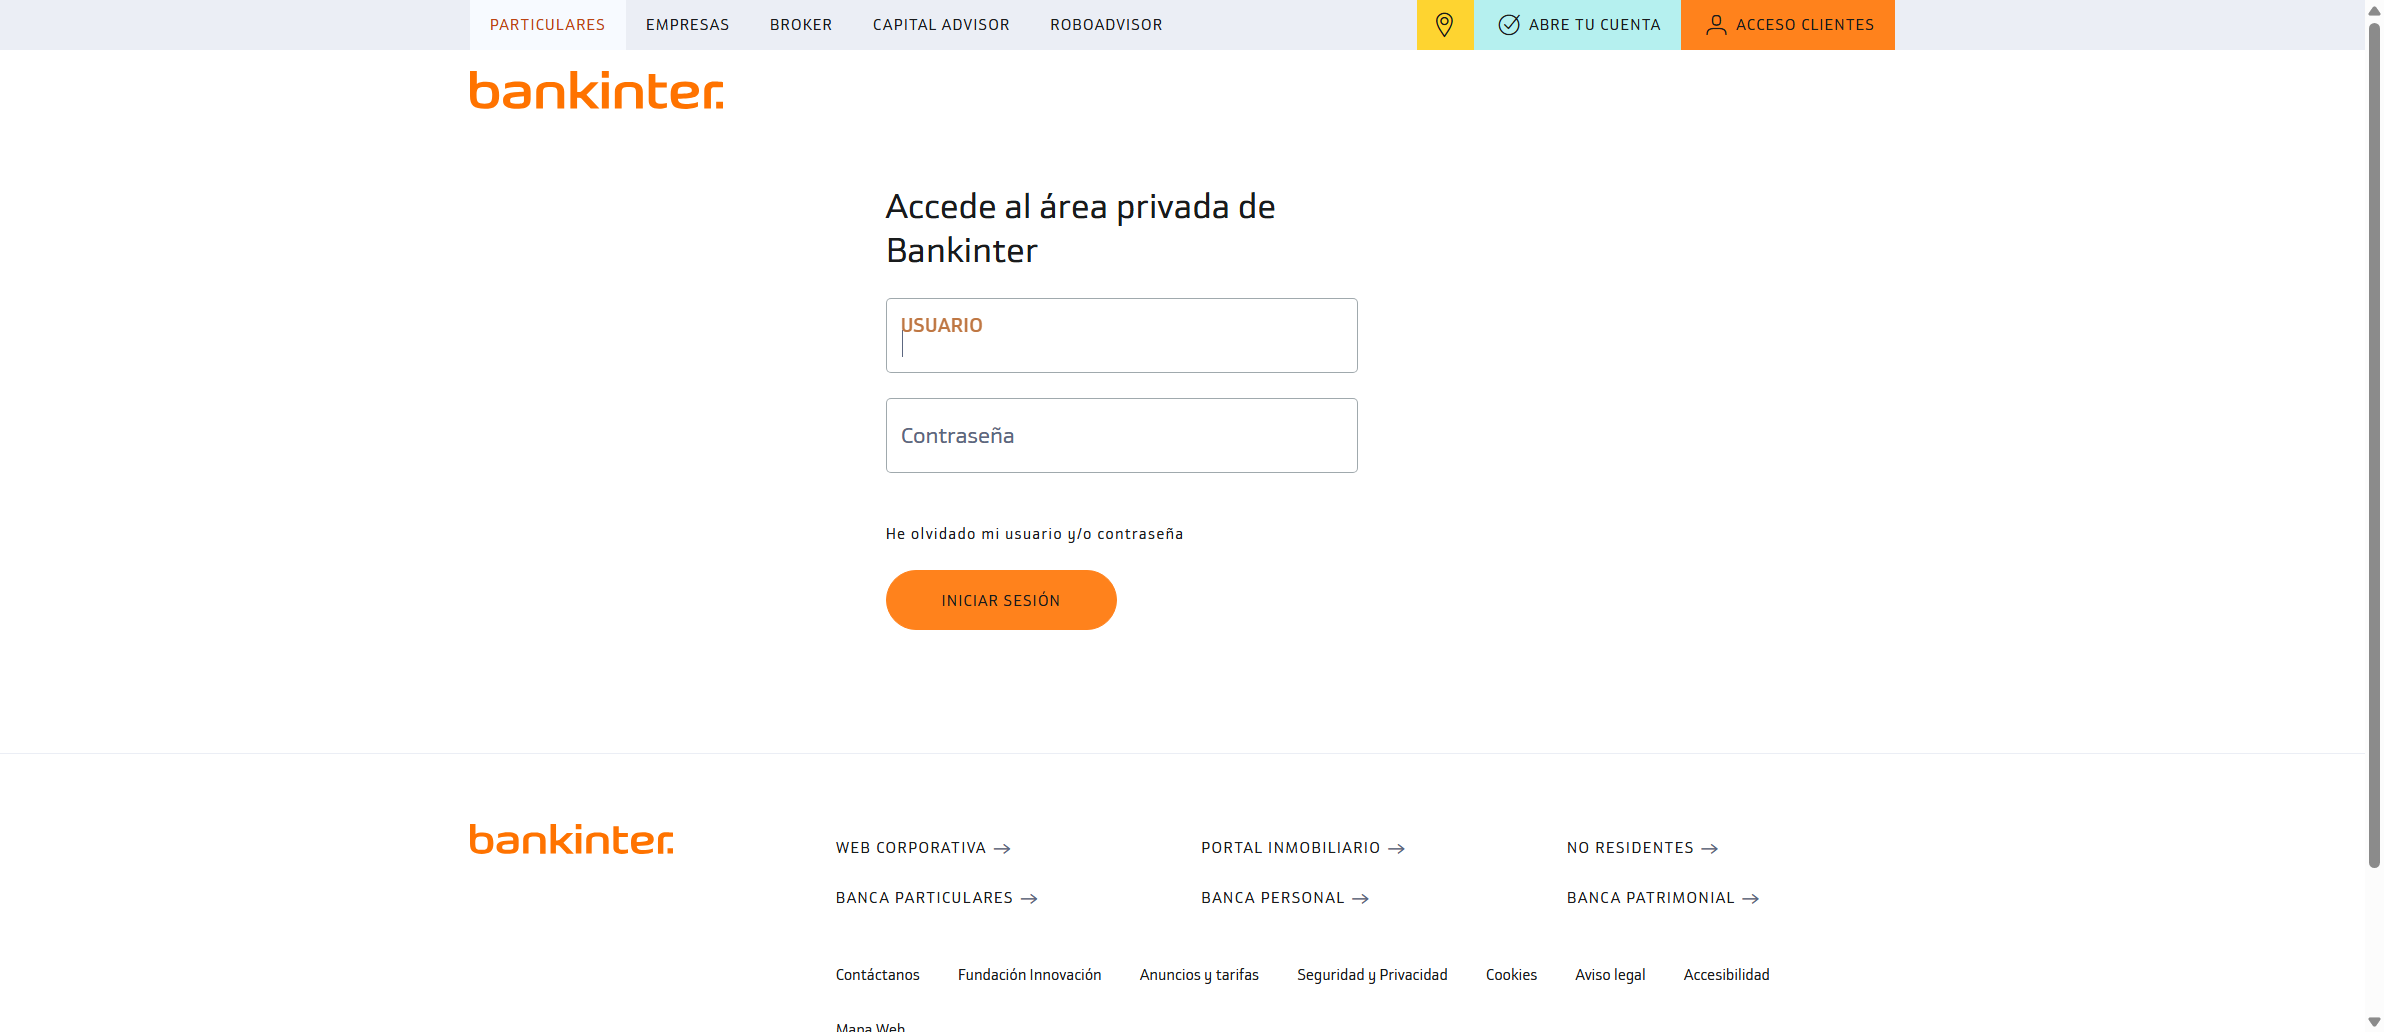 PARTICULARES EMPRESAS BROKER CAPITAL ADVISOR ROBOADVISOR ABRE TU CUENTA ACCESO CLIENTES
bankinter.
Accede al área privada de
Bankinter
USUARIO
Contraseña
He olvidado mi usuario y/o contraseña
INICIAR SESIÓN
bankinter.
WEB CORPORATIVA PORTAL INMOBILIARIO NO RESIDENTES
BANCA PARTICULARES BANCA PERSONAL BANCA PATRIMONIAL
Contáctanos Fundación Innovación Anuncios y tarifas Seguridad y Privacidad Cookies Aviso legal Accesibilidad
Mapa Web